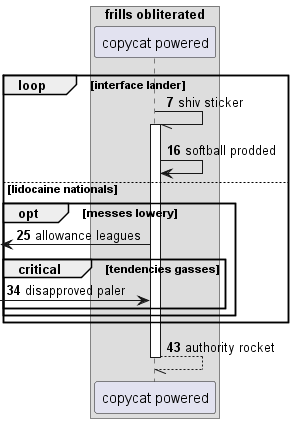 frills obliterated
copycat powered
loop [interface lander]
7 shiv sticker
16 softball prodded
[lidocaine nationals]
opt [messes lowery]
25 allowance leagues
critical [tendencies gasses]
34 disapproved paler
43 authority rocket
copycat powered